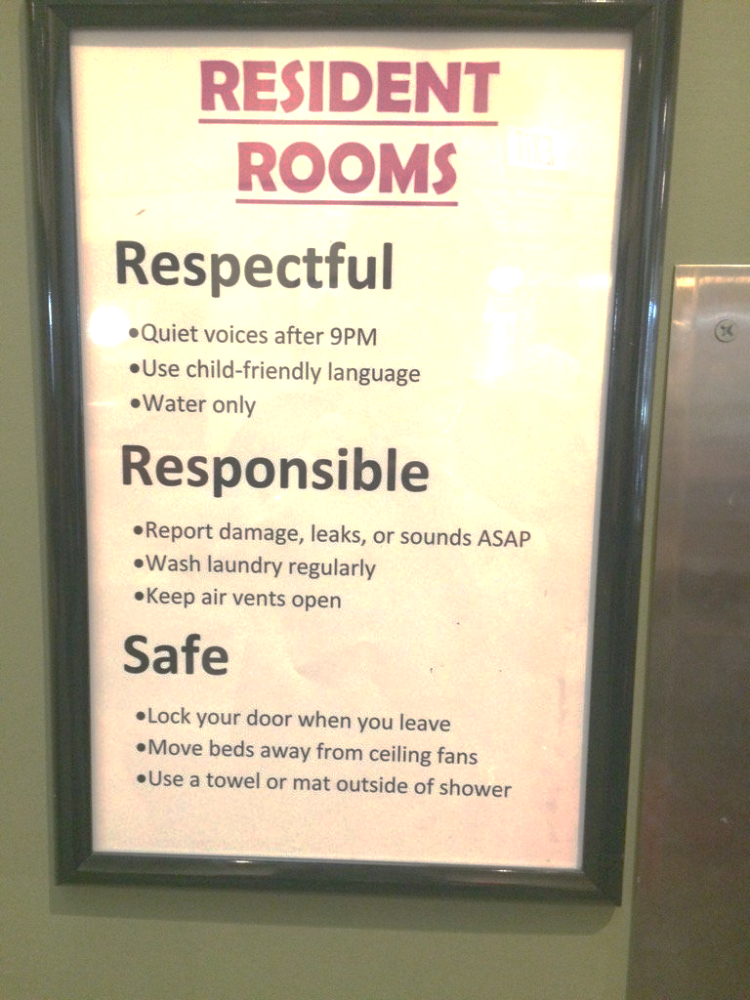 RESIDENT
ROOMS
Respectful
•Quiet voices after 9PM
•Use child-friendly language
•Water only
Responsible
•Report damage, leaks, or sounds ASAP
•Wash laundry regularly
•Keep air vents open
Safe
•Lock your door when you leave
•Move beds away from ceiling fans
•Use a towel or mat outside of shower